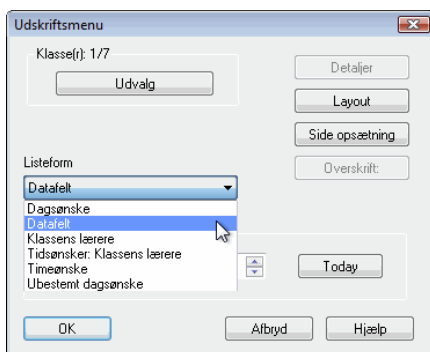 Udskriftsmenu
Klasse(r): 1/7
Udvalg
Detaljer
Layout
Side opsætning
Overskrift:
Listeform
Datafelt
Dagsønske
Datafelt
Klassens lærere
Tidsønsker: Klassens lærere
Timeønske
Ubestemt dagsønske
Today
OK
Afbryd
Hjælp